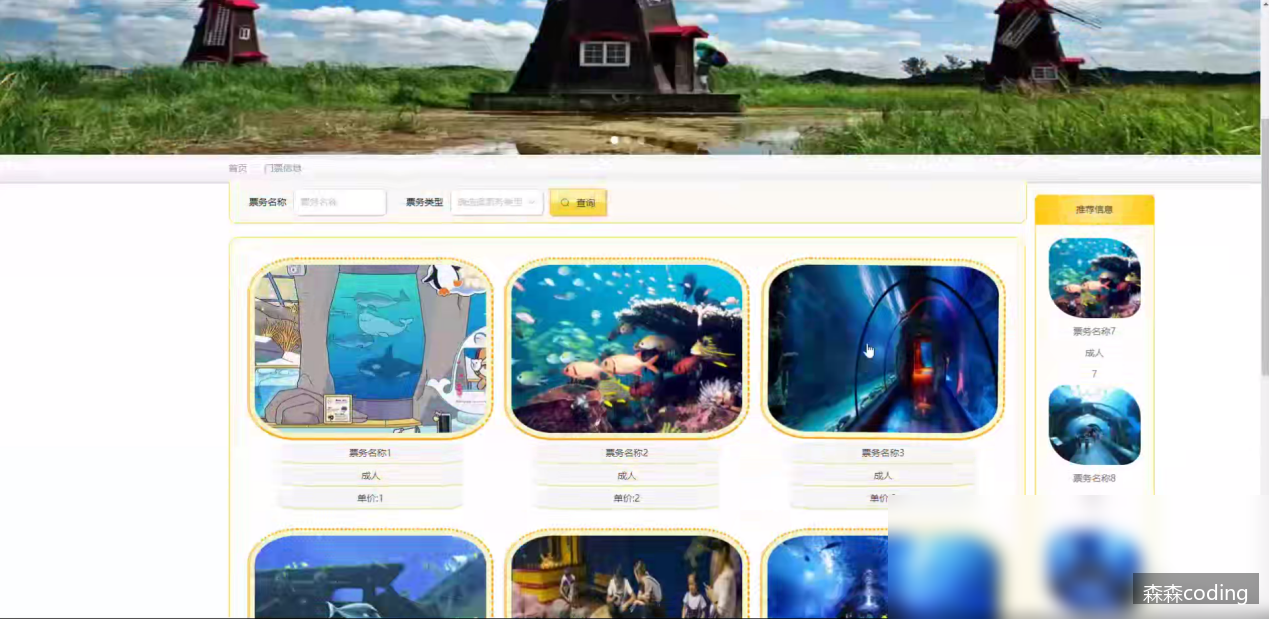 首页 门票信息
票务名称 票务名称 票务类型 请选择票务类型 查询
推荐信息
票务名称7
成人
7
票务名称8
票务名称1
成人
单价:1
票务名称2
成人
单价:2
票务名称3
成人
单价:
森森coding